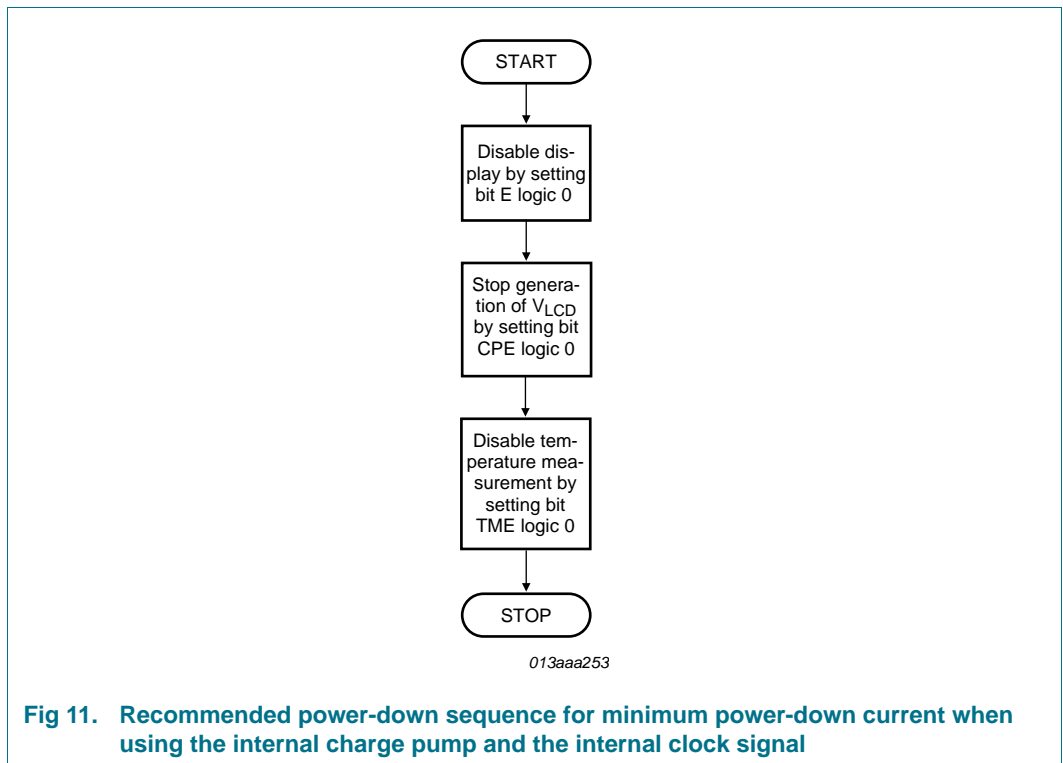 START
Disable dis-
play by setting
bit E logic 0
Stop genera-
tion of VLCD
by setting bit
CPE logic 0
Disable tem-
perature mea-
surement by
setting bit
TME logic 0
STOP
013aaa253
Fig 11. Recommended power-down sequence for minimum power-down current when
using the internal charge pump and the internal clock signal